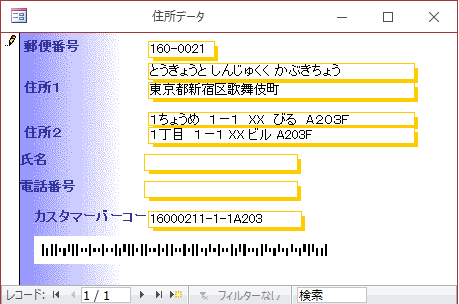 住所データ
郵便番号 160-0021
とうきょうと しんじゅくく かぶきちょう
住所1 東京都新宿区歌舞伎町
1ちょうめ 1－1 XX びる A203F
住所2 1丁目 1－1 XX ビル A203F
氏名
電話番号
カスタマーバーコー 16000211-1-1A203
レコード: 1 / 1 フィルターなし 検索